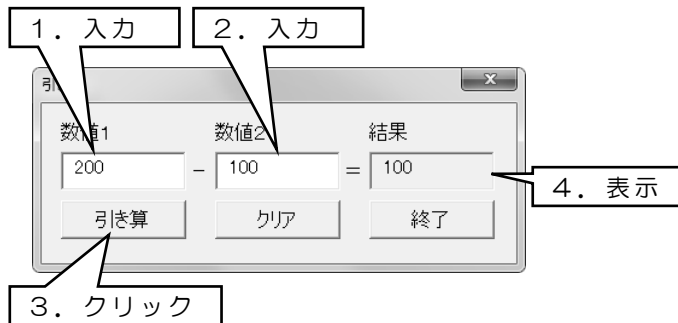 １．入力
２．入力
引
数値1
数値2
結果
200
-
100
=
100
４．表示
引き算
クリア
終了
３．クリック